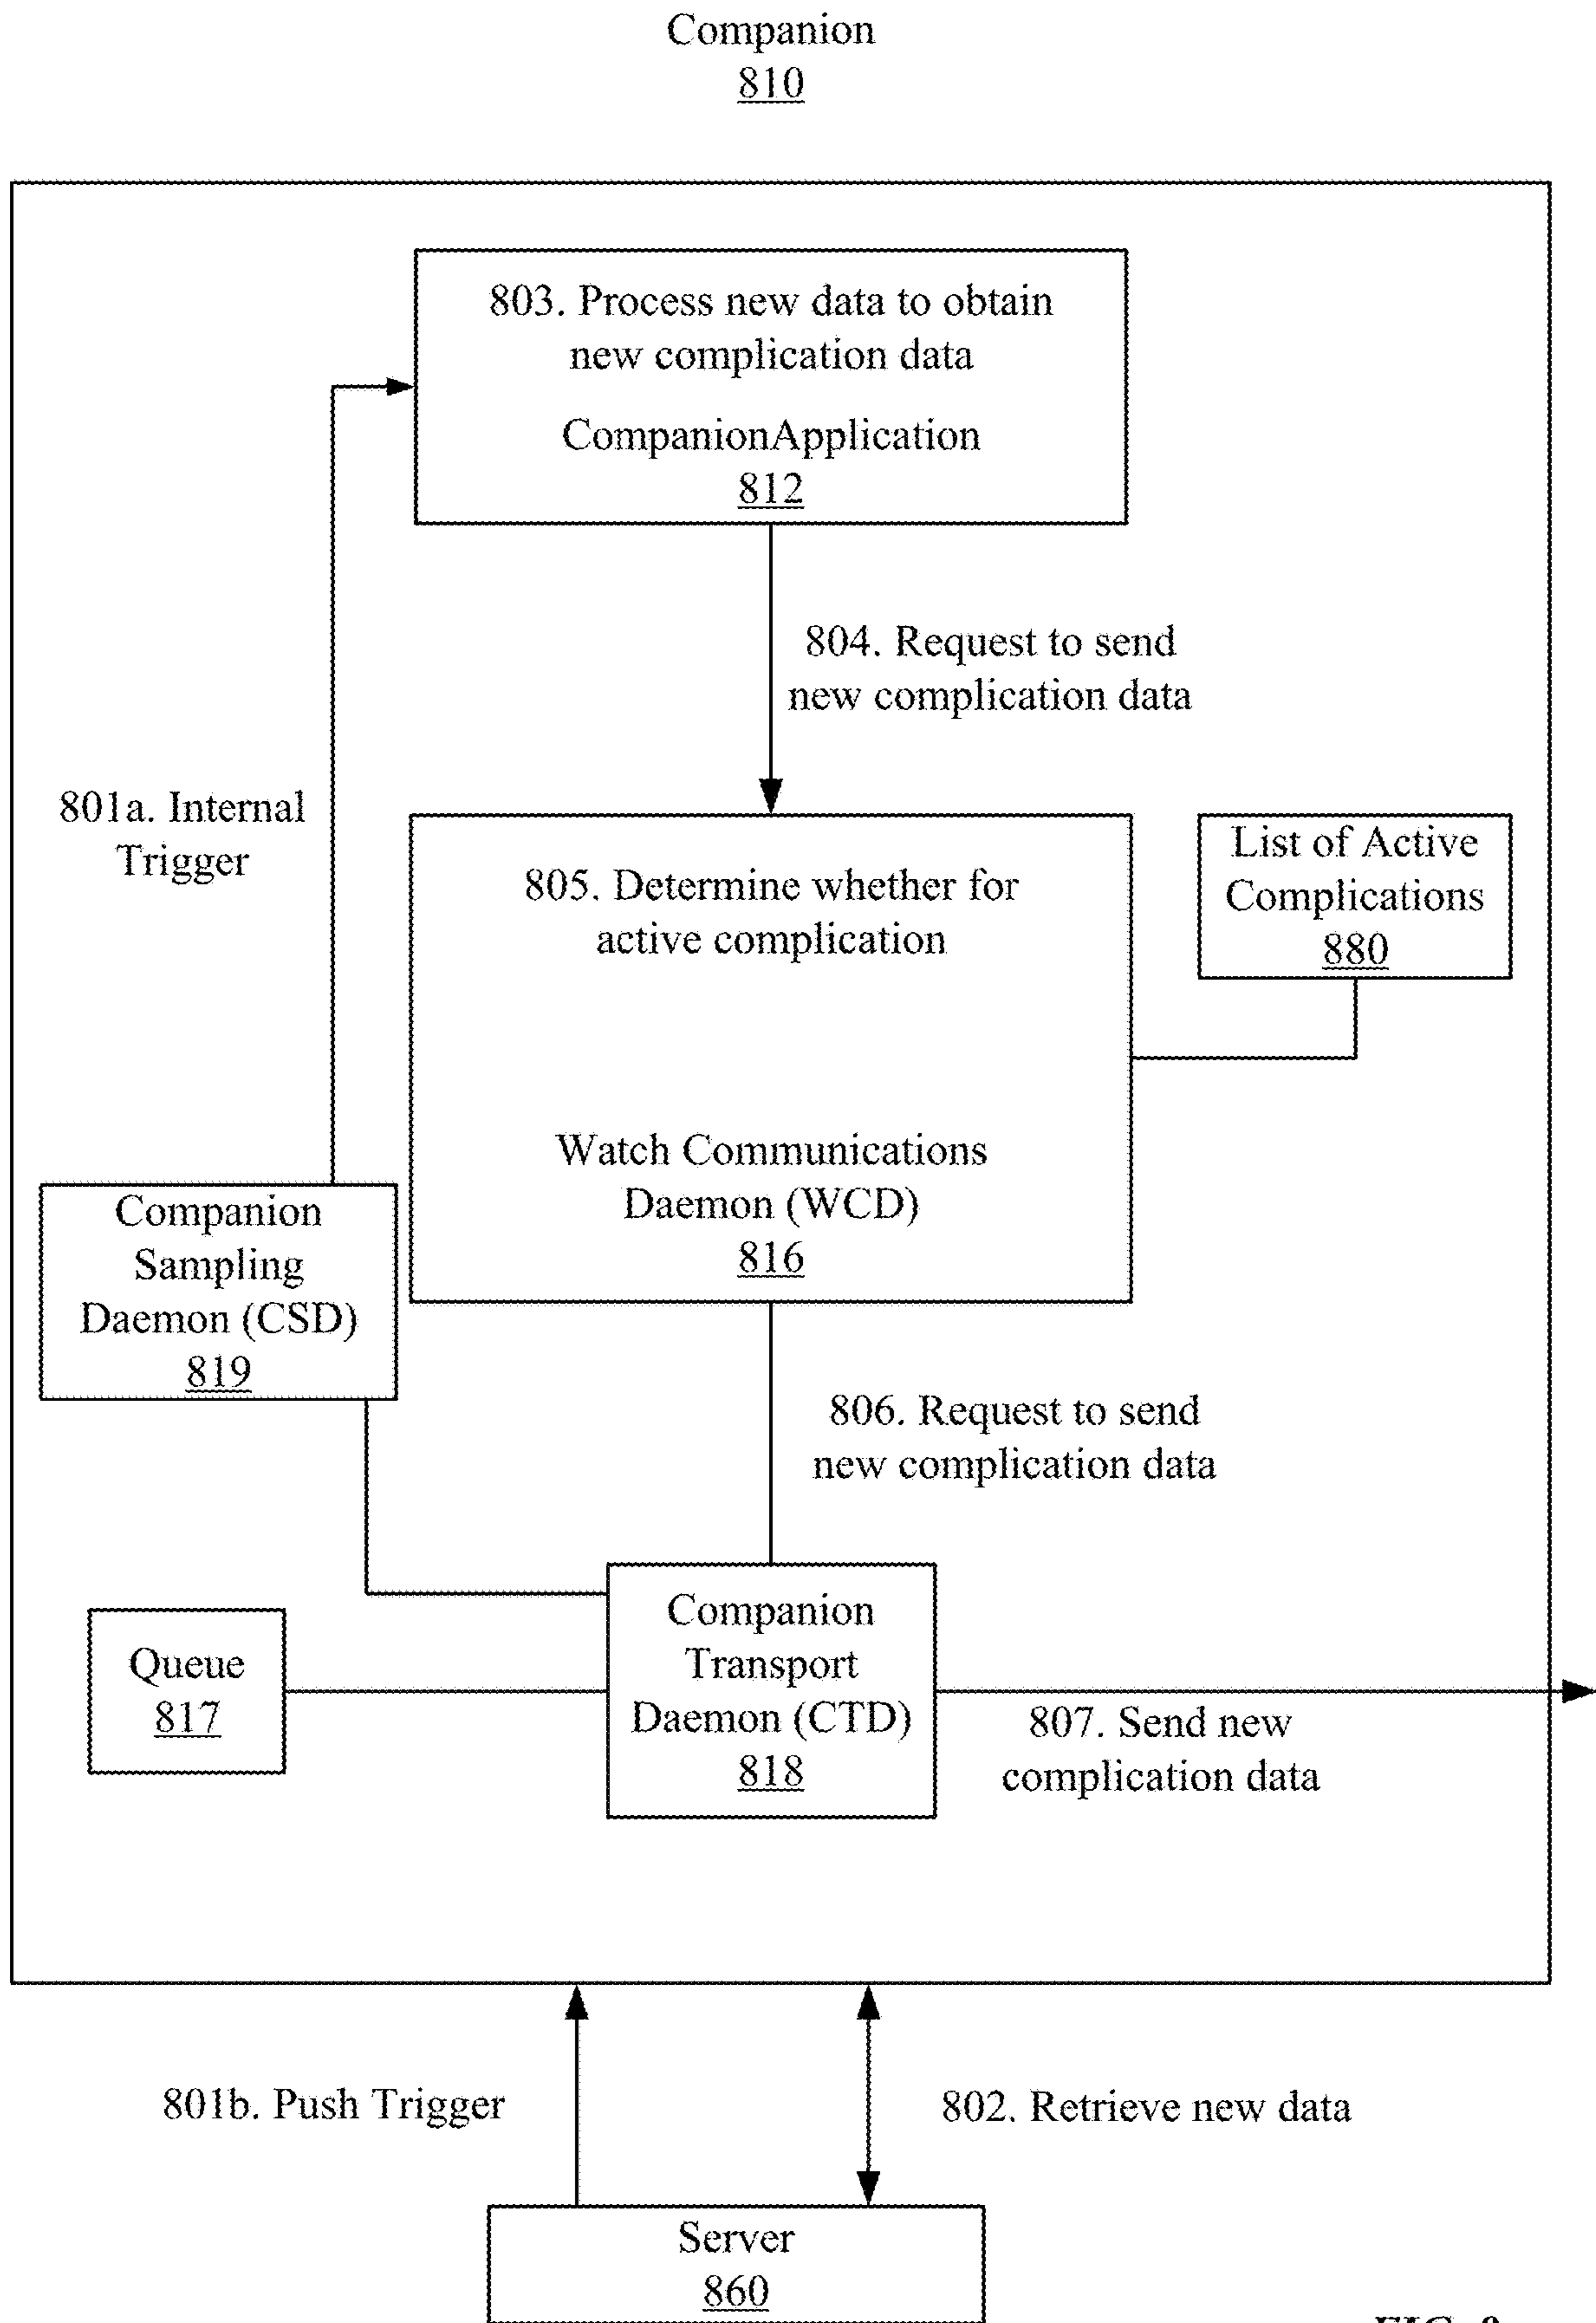 Companion
810
803. Process new data to obtain
new complication data
CompanionApplication
812
804. Request to send
new complication data
801a. Internal
Trigger
805. Determine whether for
active complication
List of Active
Complications
880
Watch Communications
Daemon (WCD)
816
Companion
Sampling
Daemon (CSD)
819
806. Request to send
new complication data
Queue
817
Companion
Transport
Daemon (CTD)
818
807. Send new
complication data
801b. Push Trigger
802. Retrieve new data
Server
860